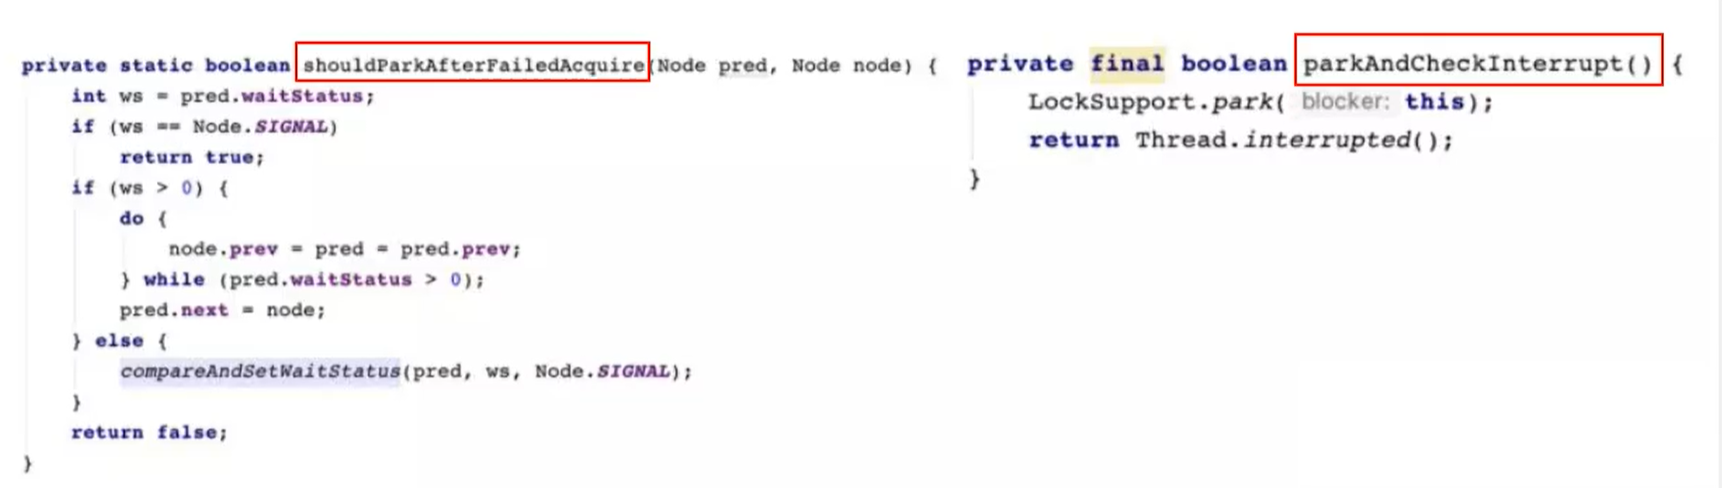 private static boolean shouldParkAfterFailedAcquire(Node pred, Node node) {
int ws = pred.waitStatus;
if (ws == Node.SIGNAL)
return true;
if (ws > 0) {
do {
node.prev = pred = pred.prev;
} while (pred.waitStatus > 0);
pred.next = node;
} else {
compareAndSetWaitStatus(pred, ws, Node.SIGNAL);
}
return false;
}
private final boolean parkAndCheckInterrupt() {
LockSupport.park( blocker: this);
return Thread.interrupted();
}